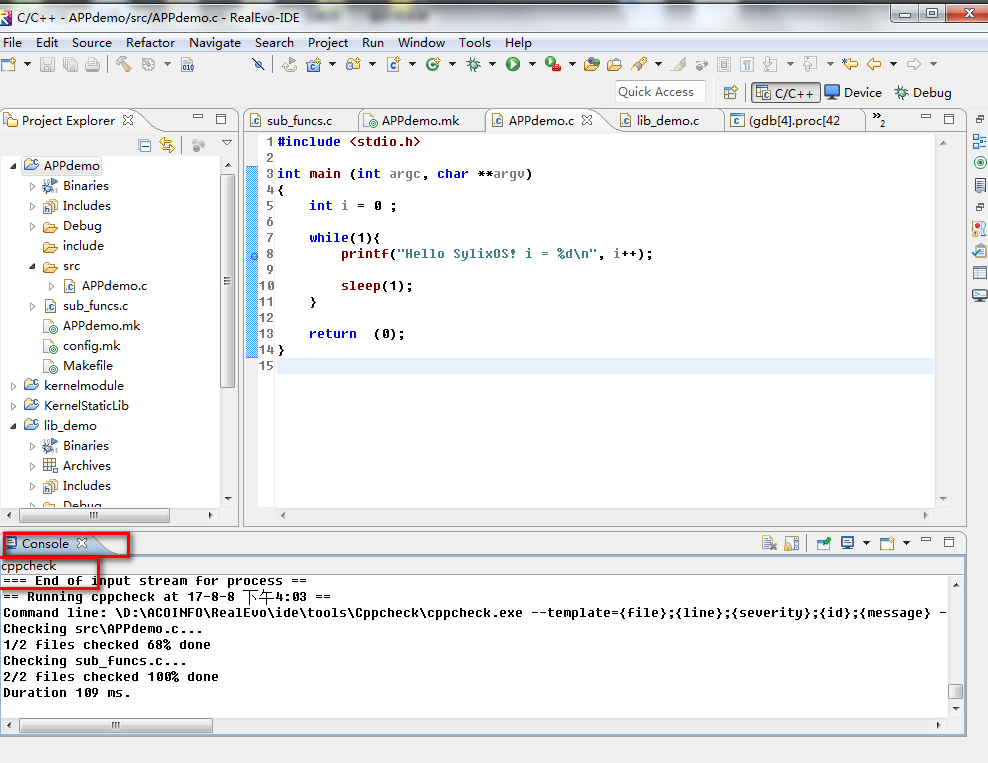 C/C++ - APPdemo/src/APPdemo.c - RealEvo-IDE
File Edit Source Refactor Navigate Search Project Run Window Tools Help
010
Quick Access
C/C++ Device Debug
Project Explorer
sub_funcs.c APPdemo.mk APPdemo.c lib_demo.c (gdb[4].proc[42 »2
APPdemo
Binaries
Includes
Debug
include
src
APPdemo.c
sub_funcs.c
APPdemo.mk
config.mk
Makefile
kernelmodule
KernelStaticLib
lib_demo
Binaries
Archives
Includes
Debug
1 #include <stdio.h>
2
3 int main (int argc, char **argv)
4 {
5 int i = 0 ;
6
7 while(1){
8 printf("Hello SylixOS! i = %d\n", i++);
9
10 sleep(1);
11 }
12
13 return (0);
14 }
15
Console
cppcheck
=== End of input stream for process ==
== Running cppcheck at 17-8-8 下午4:03 ==
Command line: \D:\ACOINFO\RealEvo\ide\tools\Cppcheck\cppcheck.exe --template={file};{line};{severity};{id};{message} -
Checking src\APPdemo.c...
1/2 files checked 68% done
Checking sub_funcs.c...
2/2 files checked 100% done
Duration 109 ms.